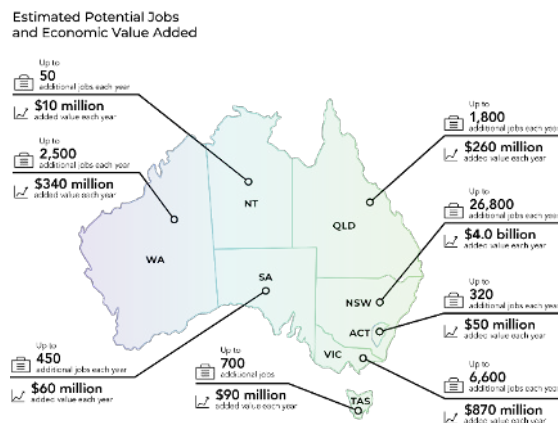 Estimated Potential Jobs
and Economic Value Added
Up to
50
additional jobs each year
$10 million
added value each year
Up to
2,500
additional jobs each year
$340 million
added value each year
Up to
1,800
additional jobs each year
$260 million
added value each year
Up to
26,800
additional jobs each year
$4.0 billion
added value each year
Up to
320
additional jobs each year
$50 million
added value each year
Up to
6,600
additional jobs each year
$870 million
added value each year
Up to
450
additional jobs each year
$60 million
added value each year
Up to
700
additional jobs
$90 million
added value each year
NT
QLD
WA
SA
NSW
ACT
VIC
TAS